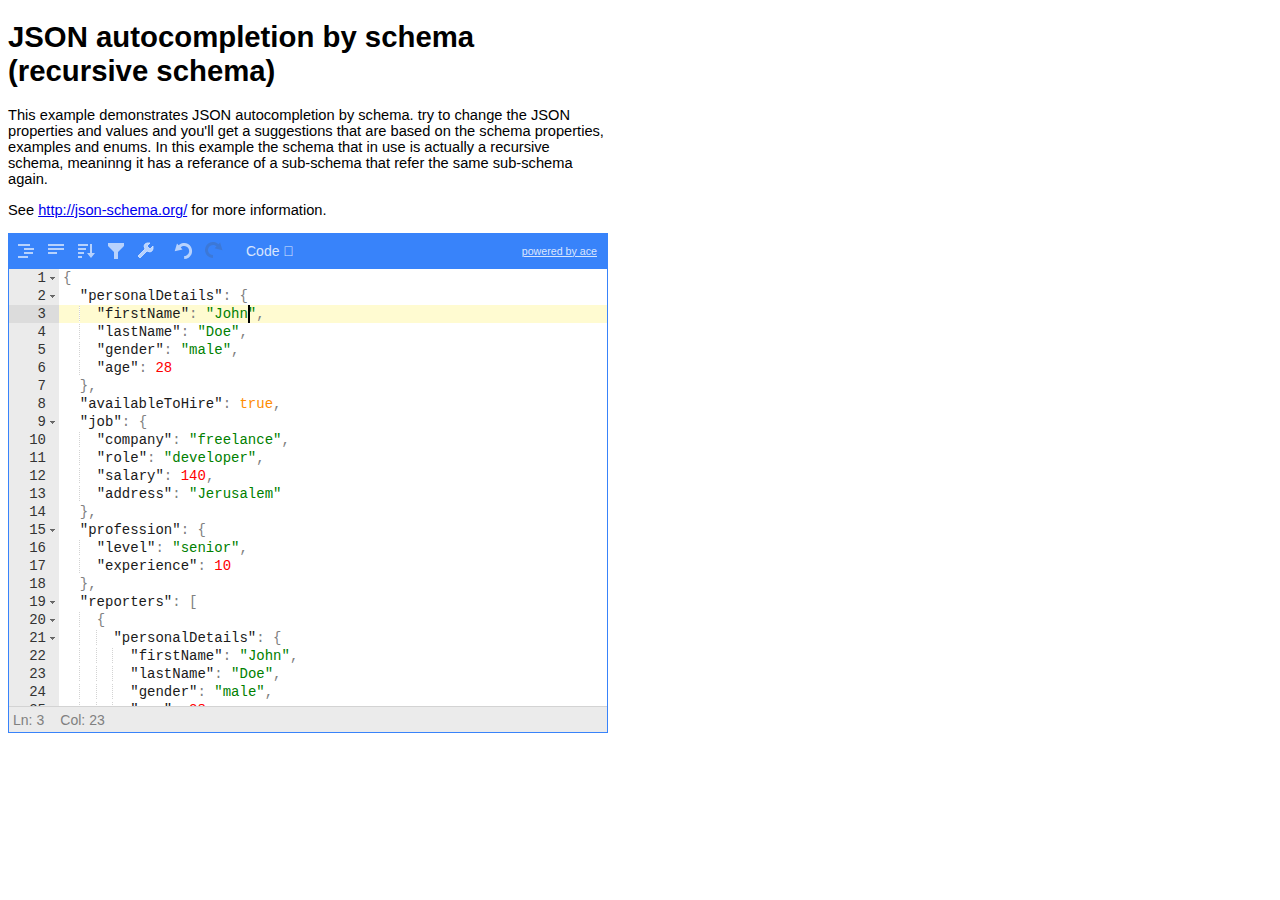 JSON autocompletion by schema
(recursive schema)
This example demonstrates JSON autocompletion by schema. try to change the JSON
properties and values and you'll get a suggestions that are based on the schema properties,
examples and enums. In this example the schema that in use is actually a recursive
schema, meaninng it has a referance of a sub-schema that refer the same sub-schema
again.
See http://json-schema.org/ for more information.
Code powered by ace
1 {
2 "personalDetails": {
3 "firstName": "John",
4 "lastName": "Doe",
5 "gender": "male",
6 "age": 28
7 },
8 "availableToHire": true,
9 "job": {
10 "company": "freelance",
11 "role": "developer",
12 "salary": 140,
13 "address": "Jerusalem"
14 },
15 "profession": {
16 "level": "senior",
17 "experience": 10
18 },
19 "reporters": [
20 {
21 "personalDetails": {
22 "firstName": "John",
23 "lastName": "Doe",
24 "gender": "male",
Ln: 3 Col: 23